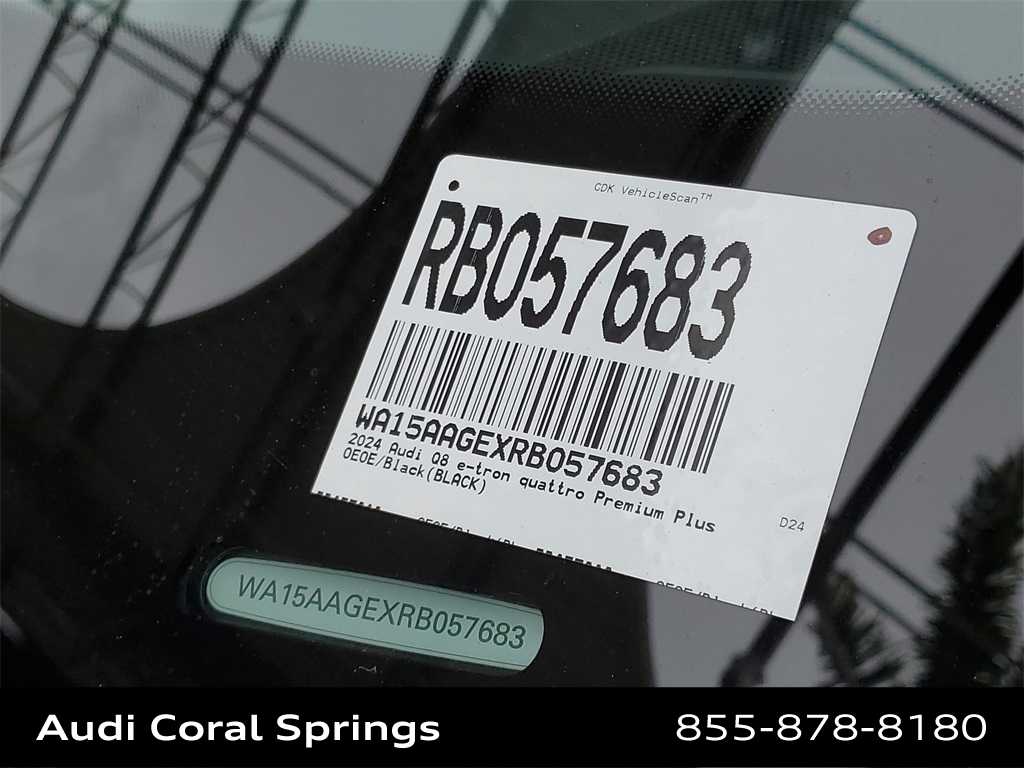 CDK VehicleScan™
RB057683
WA15AAGEXRB057683
2024 Audi Q8 e-tron quattro Premium Plus
0E0E/Black(BLACK)
D24
WA15AAGEXRB057683
Audi Coral Springs
855-878-8180